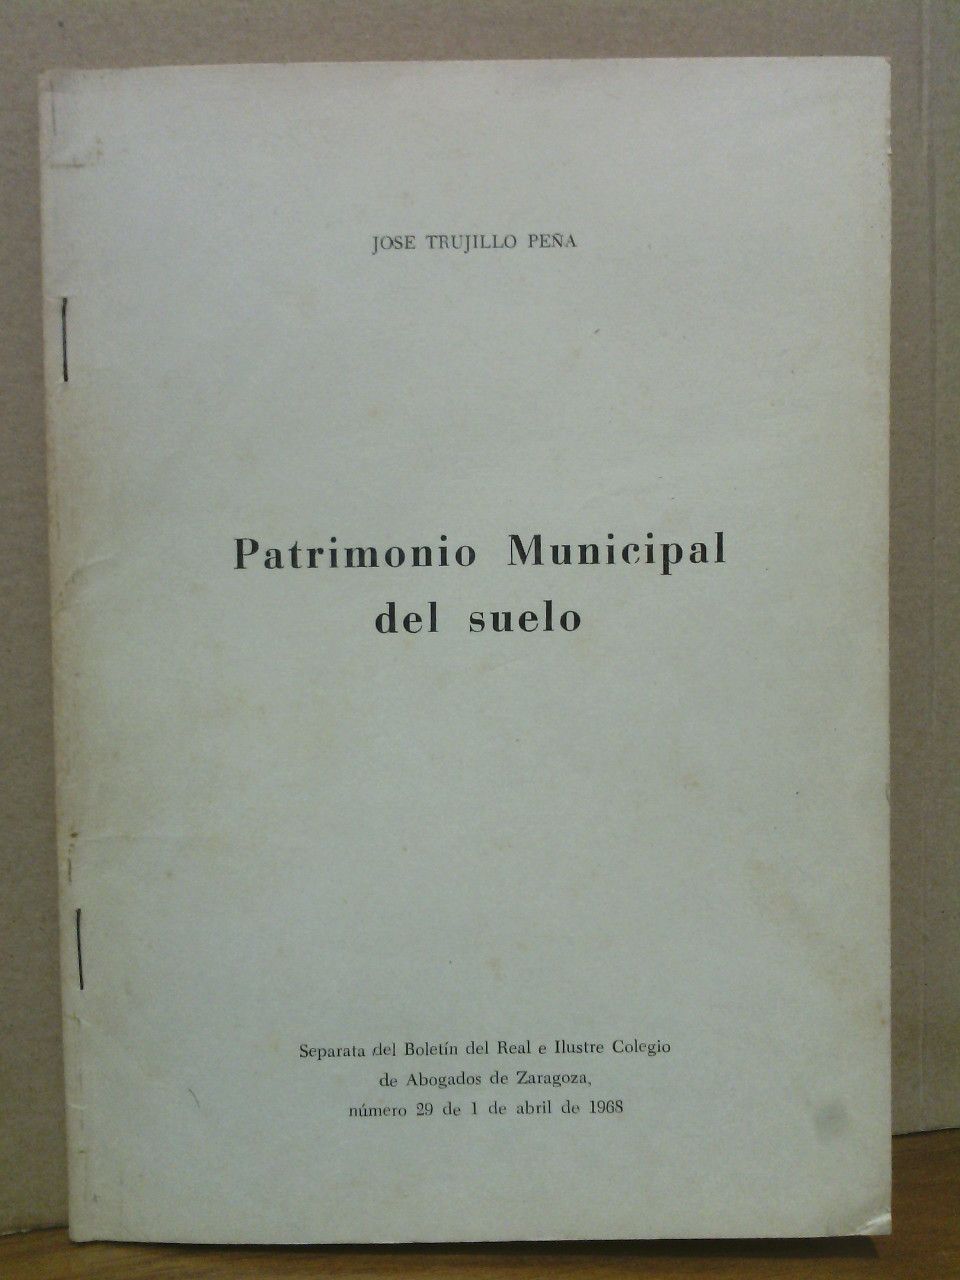 JOSE TRUJILLO PEÑA
Patrimonio Municipal
del suelo
Separata del Boletín del Real e Ilustre Colegio
de Abogados de Zaragoza,
número 29 de 1 de abril de 1968